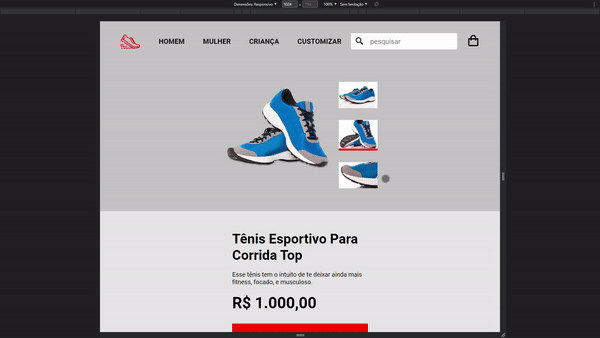 Dimensões: Responsivo ▼ 1024 ×
100% ▼ Sem limitação ▼
HOMEM MULHER CRIANÇA CUSTOMIZAR pesquisar
Tênis Esportivo Para
Corrida Top
Esse tênis tem o intuito de te deixar ainda mais
fitness, focado, e musculoso.
R$ 1.000,00